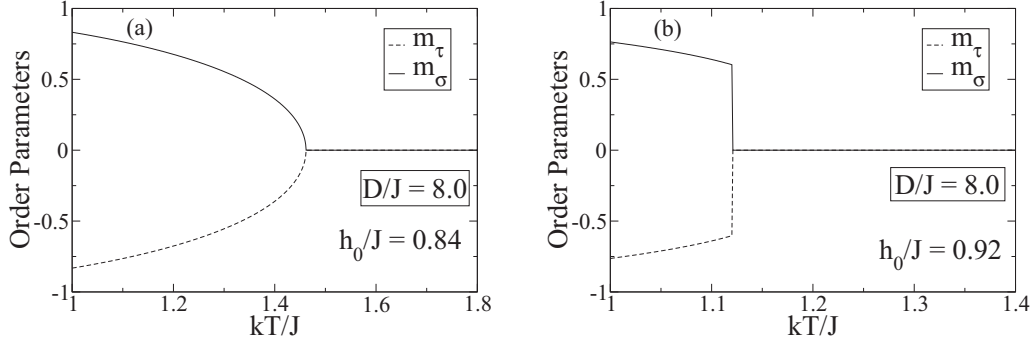 (a)
m_τ
m_σ
1
0.5
0
-0.5
-1
Order Parameters
D/J = 8.0
h_0/J = 0.84
1
1.2
1.4
1.6
1.8
kT/J
(b)
m_τ
m_σ
1
0.5
0
-0.5
-1
Order Parameters
D/J = 8.0
h_0/J = 0.92
1
1.1
1.2
1.3
1.4
kT/J